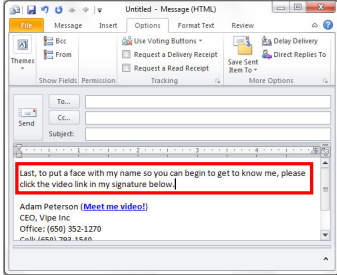 Untitled - Message (HTML)
File Message Insert Options Format Text Review
Themes
Bcc
From
Show Fields
Permission
Use Voting Buttons
Request a Delivery Receipt
Request a Read Receipt
Tracking
Save Sent
Item To
Delay Delivery
Direct Replies To
More Options
Send
To...
Cc...
Subject:
Last, to put a face with my name so you can begin to get to know me, please
click the video link in my signature below.
Adam Peterson (Meet me video!)
CEO, Vipe Inc
Office: (650) 352-1270
Cell: (650) 793-1540